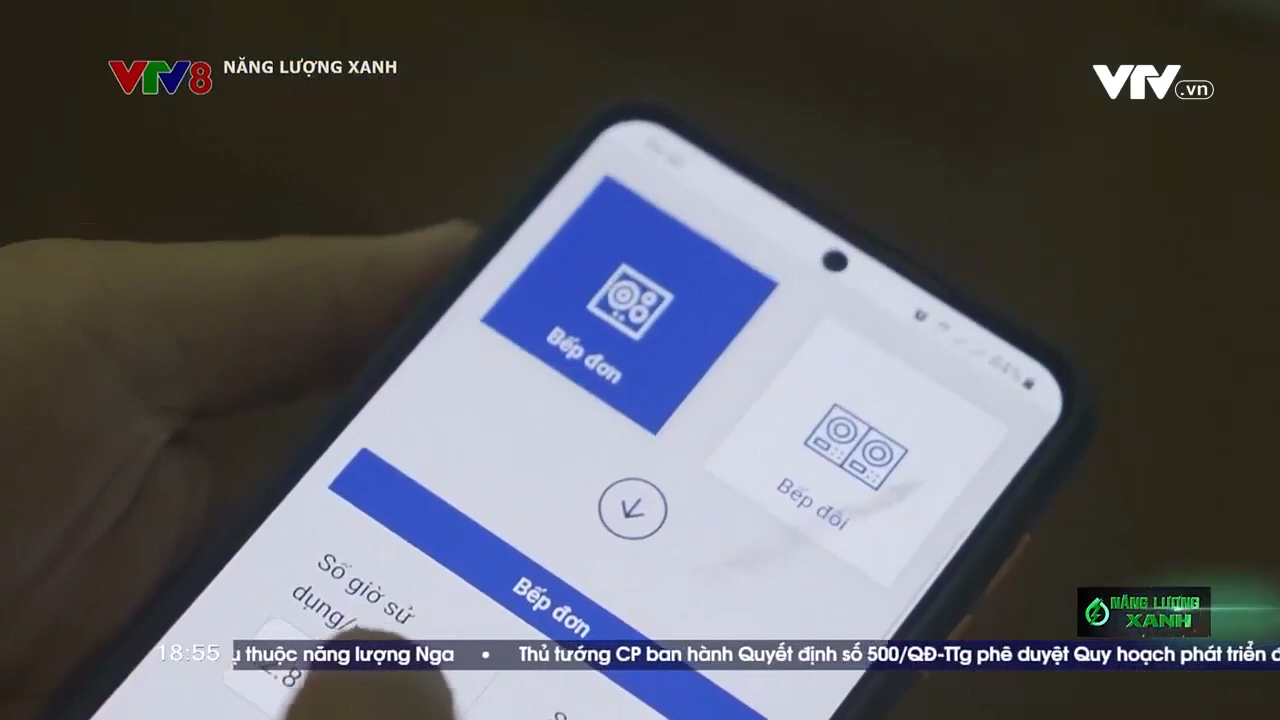 VTV8 NĂNG LƯỢNG XANH
VTV.vn
84%
Bếp đơn
Bếp đôi
Bếp đơn
Số giờ sử
dụng/
NĂNG LƯỢNG
XANH
18:55
thuộc năng lượng Nga • Thủ tướng CP ban hành Quyết định số 500/QĐ-TTg phê duyệt Quy hoạch phát triển